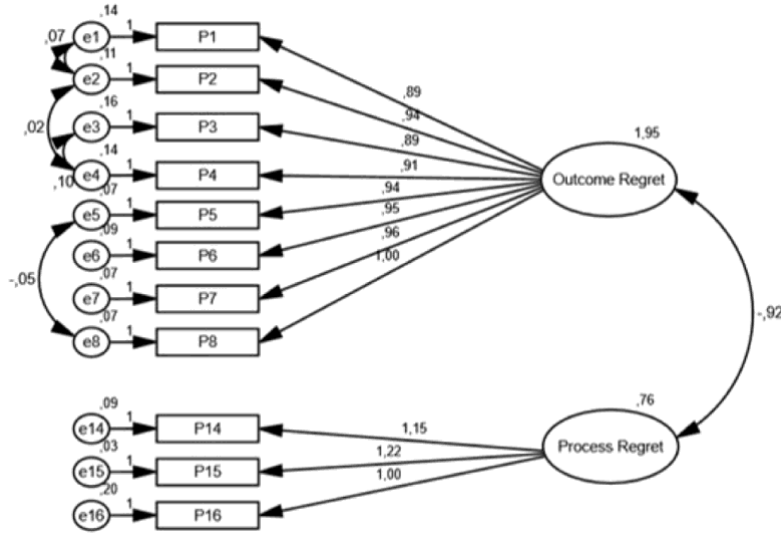 ,14
e1 1 P1
,07
,11
e2 1 P2
,89
,94
,16
,02
e3 1 P3
,89
1,95
,14
e4 1 P4
,91
Outcome Regret
,10
,07
,94
e5 1 P5
,09
,95
e6 1 P6
,96
-,05
,07
e7 1 P7
1,00
,07
e8 1 P8
-,92
,09
,76
e14 1 P14
1,15
Process Regret
,03
e15 1 P15
1,22
,20
1,00
e16 1 P16